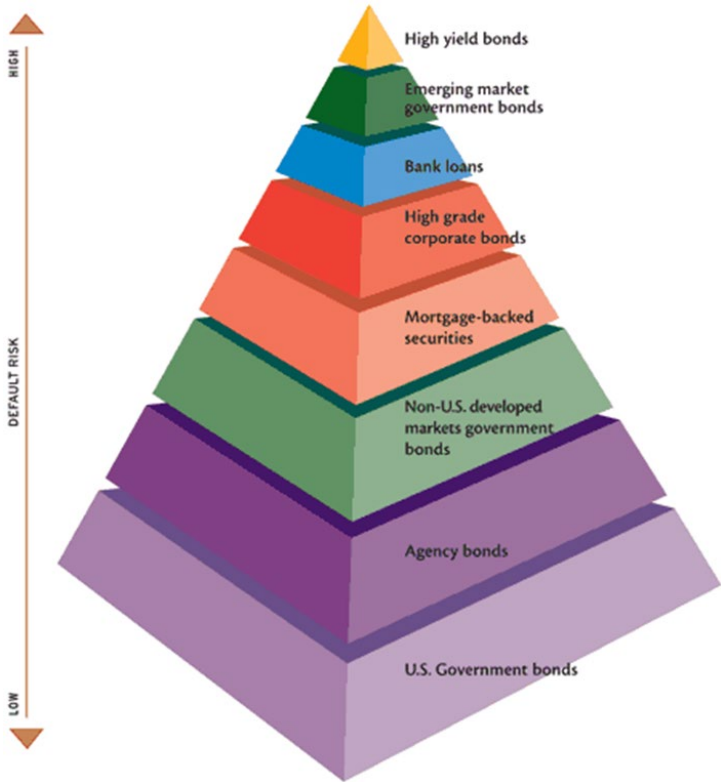 HIGH
DEFAULT RISK
LOW
High yield bonds
Emerging market
government bonds
Bank loans
High grade
corporate bonds
Mortgage-backed
securities
Non-U.S. developed
markets government
bonds
Agency bonds
U.S. Government bonds